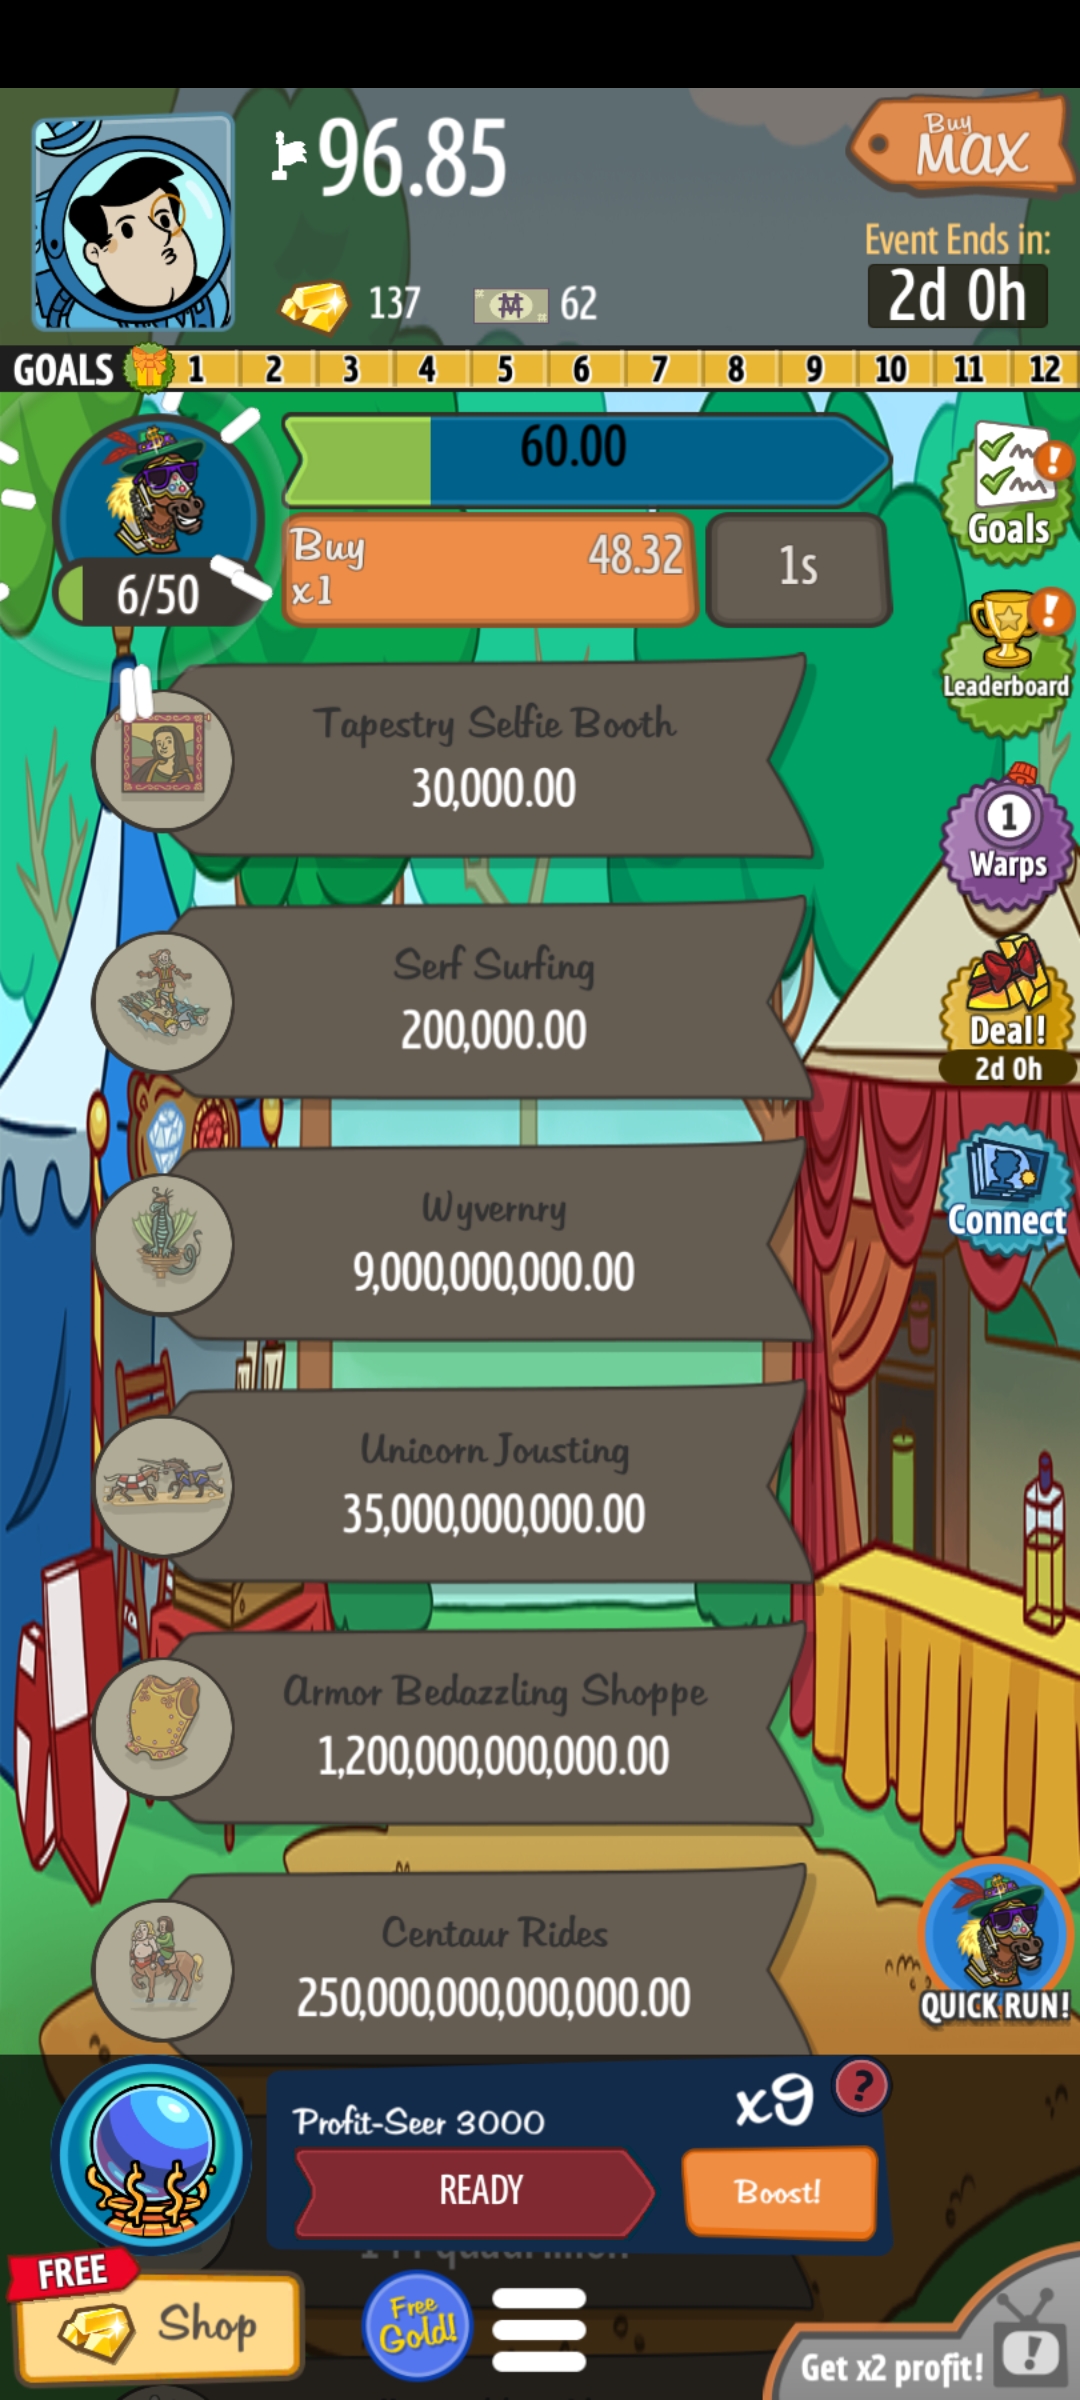 96.85
Buy
MAX
137
62
Event Ends in:
2d 0h
GOALS 1 2 3 4 5 6 7 8 9 10 11 12
60.00
Buy
x1
48.32
1s
6/50
Goals
Leaderboard
Tapestry Selfie Booth
30,000.00
1
Warps
Serf Surfing
200,000.00
Deal!
2d 0h
Wyvernry
9,000,000,000.00
Connect
Unicorn Jousting
35,000,000,000.00
Armor Bedazzling Shoppe
1,200,000,000,000.00
Centaur Rides
250,000,000,000,000.00
QUICK RUN!
Profit-Seer 3000
x9
?
READY
Boost!
FREE
Shop
Free
Gold!
Get x2 profit!